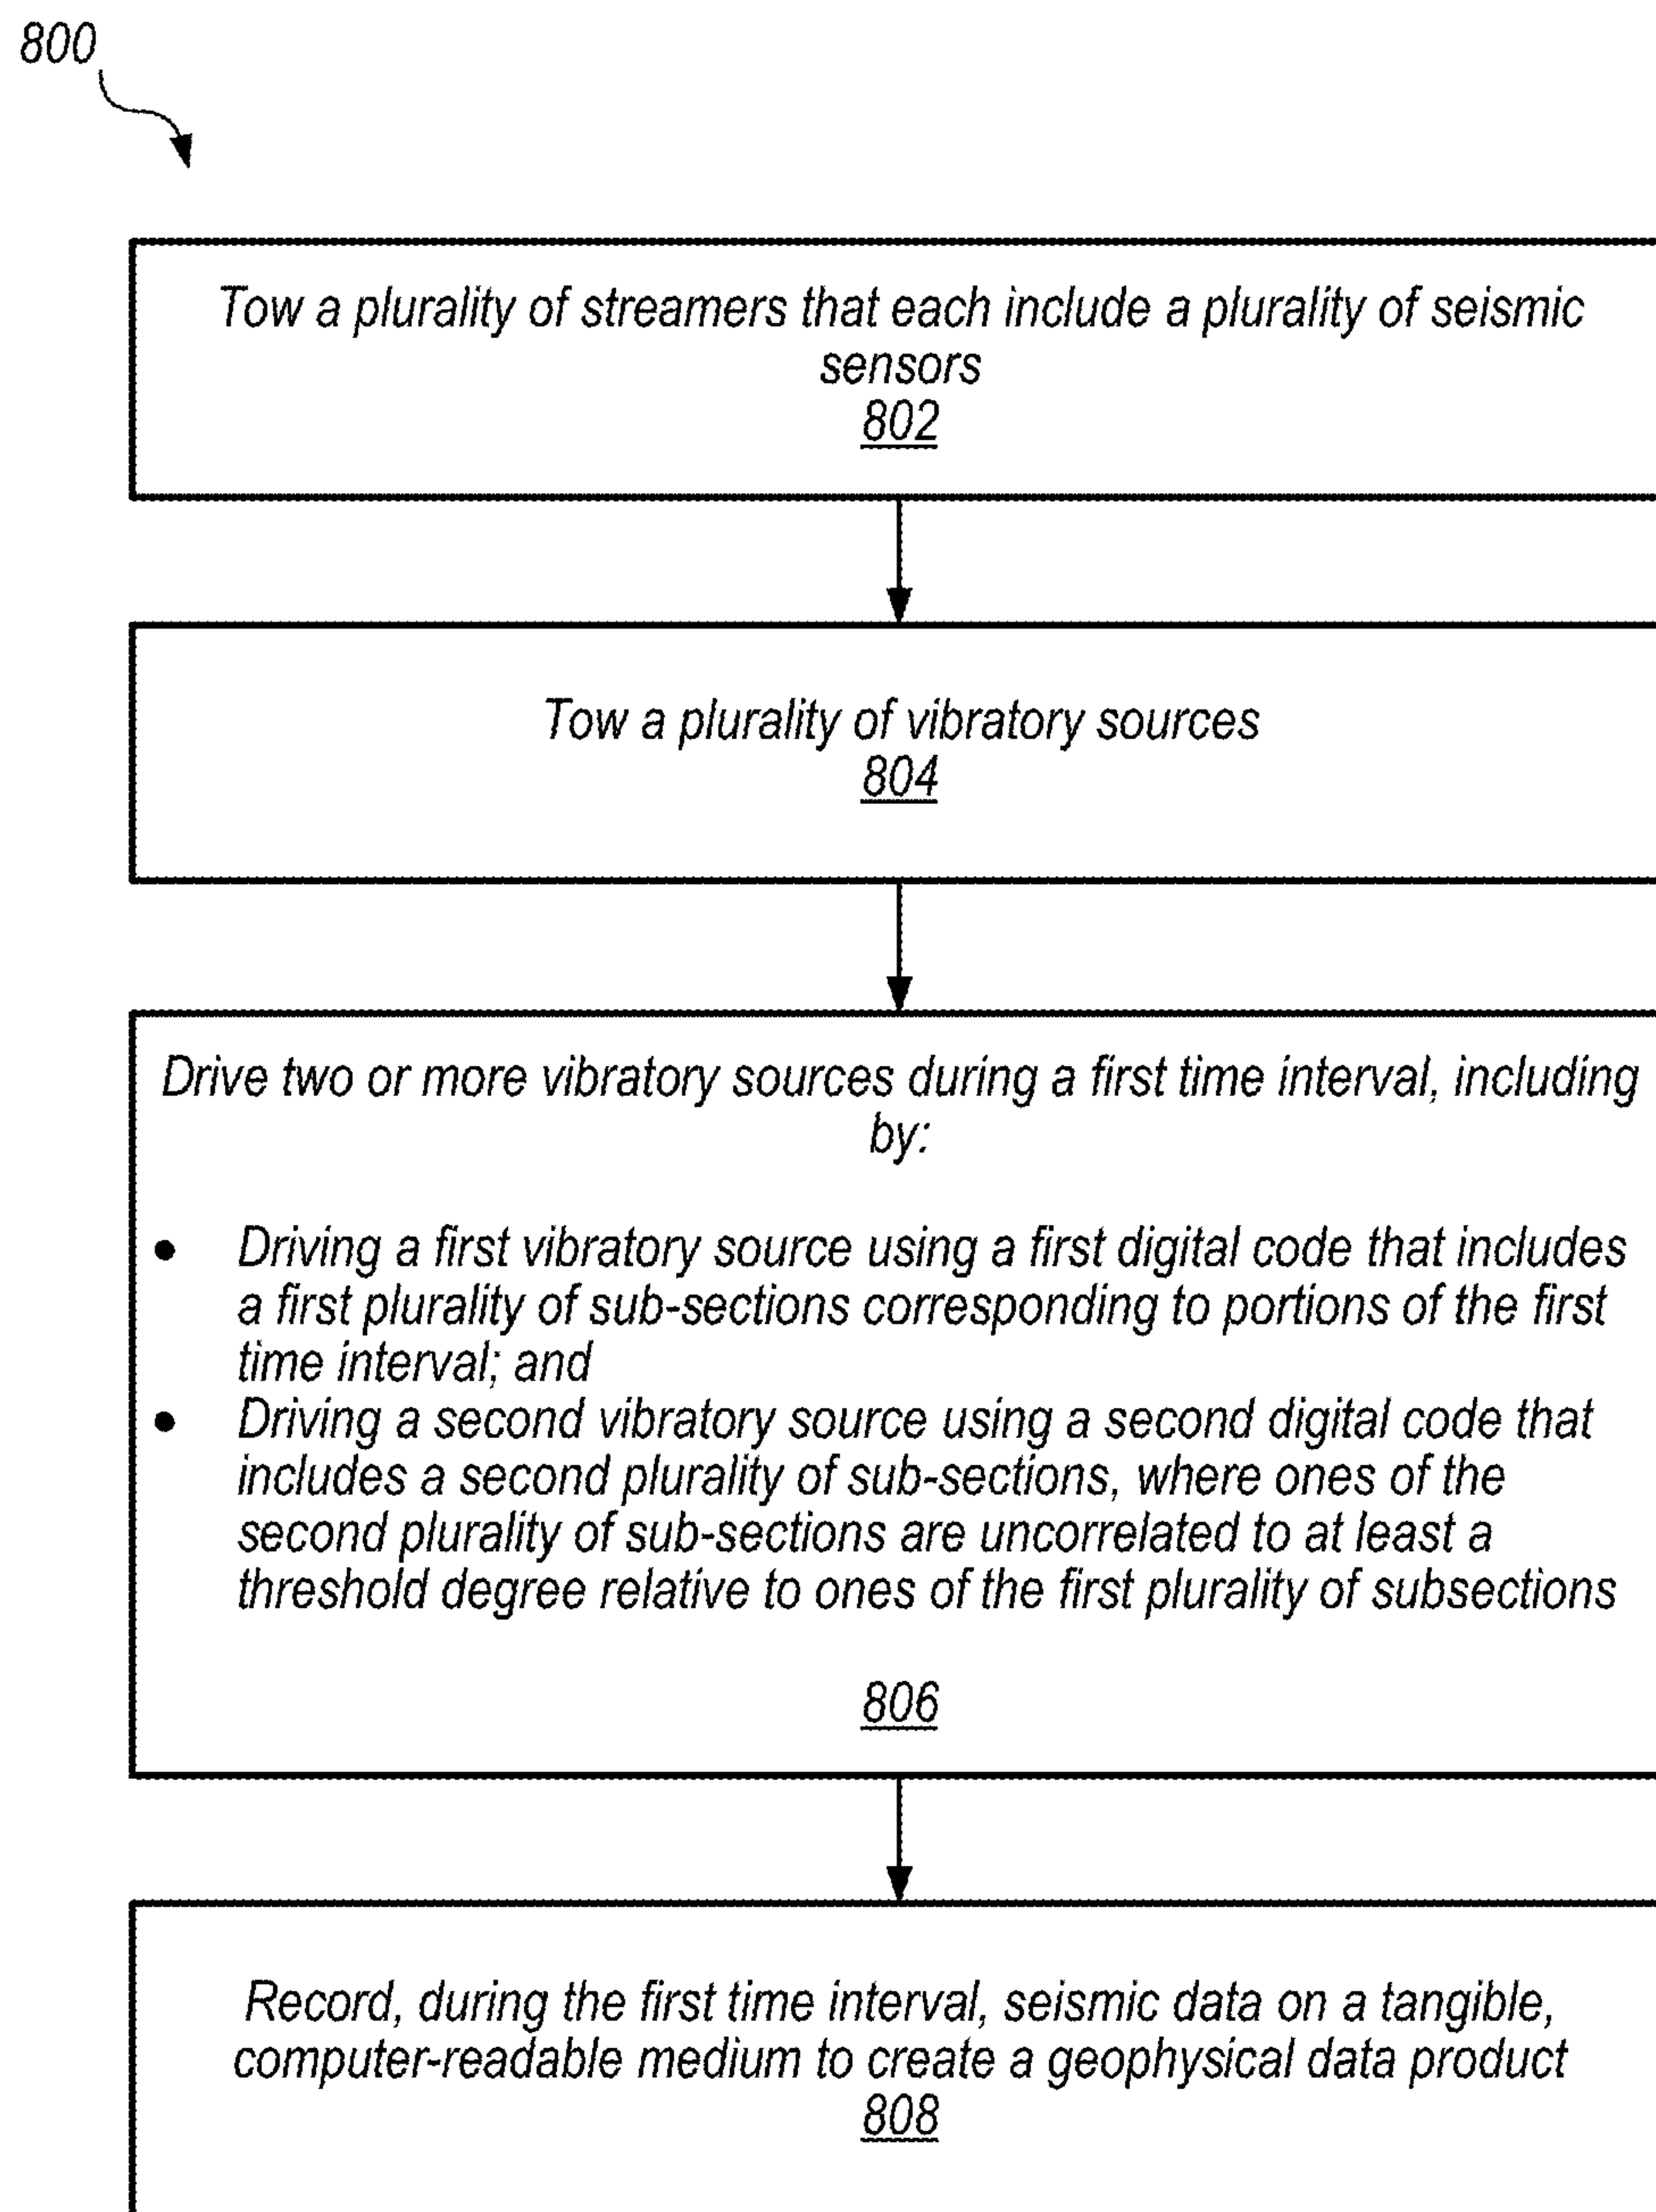 800
Tow a plurality of streamers that each include a plurality of seismic
sensors
802
Tow a plurality of vibratory sources
804
Drive two or more vibratory sources during a first time interval, including
by:
• Driving a first vibratory source using a first digital code that includes
a first plurality of sub-sections corresponding to portions of the first
time interval; and
• Driving a second vibratory source using a second digital code that
includes a second plurality of sub-sections, where ones of the
second plurality of sub-sections are uncorrelated to at least a
threshold degree relative to ones of the first plurality of subsections
806
Record, during the first time interval, seismic data on a tangible,
computer-readable medium to create a geophysical data product
808